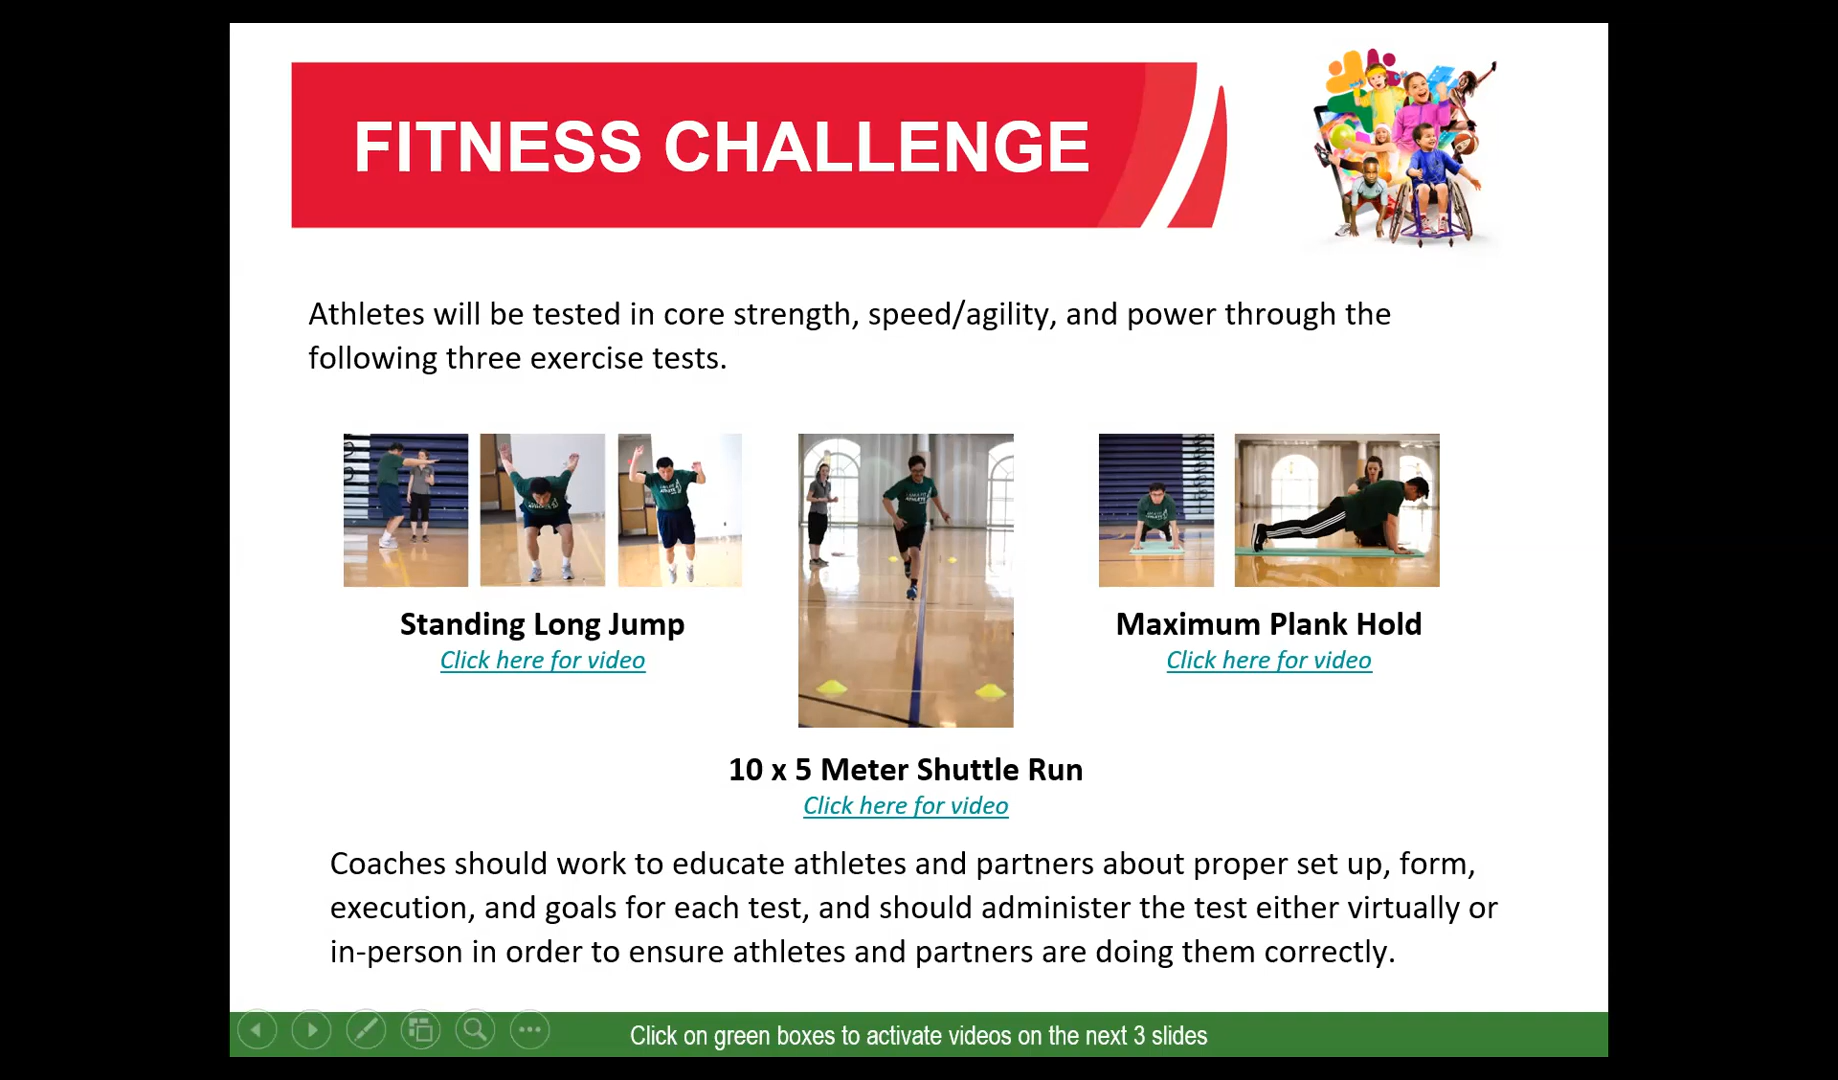 FITNESS CHALLENGE
Athletes will be tested in core strength, speed/agility, and power through the
following three exercise tests.
Standing Long Jump
Click here for video
Maximum Plank Hold
Click here for video
10 x 5 Meter Shuttle Run
Click here for video
Coaches should work to educate athletes and partners about proper set up, form,
execution, and goals for each test, and should administer the test either virtually or
in-person in order to ensure athletes and partners are doing them correctly.
Click on green boxes to activate videos on the next 3 slides